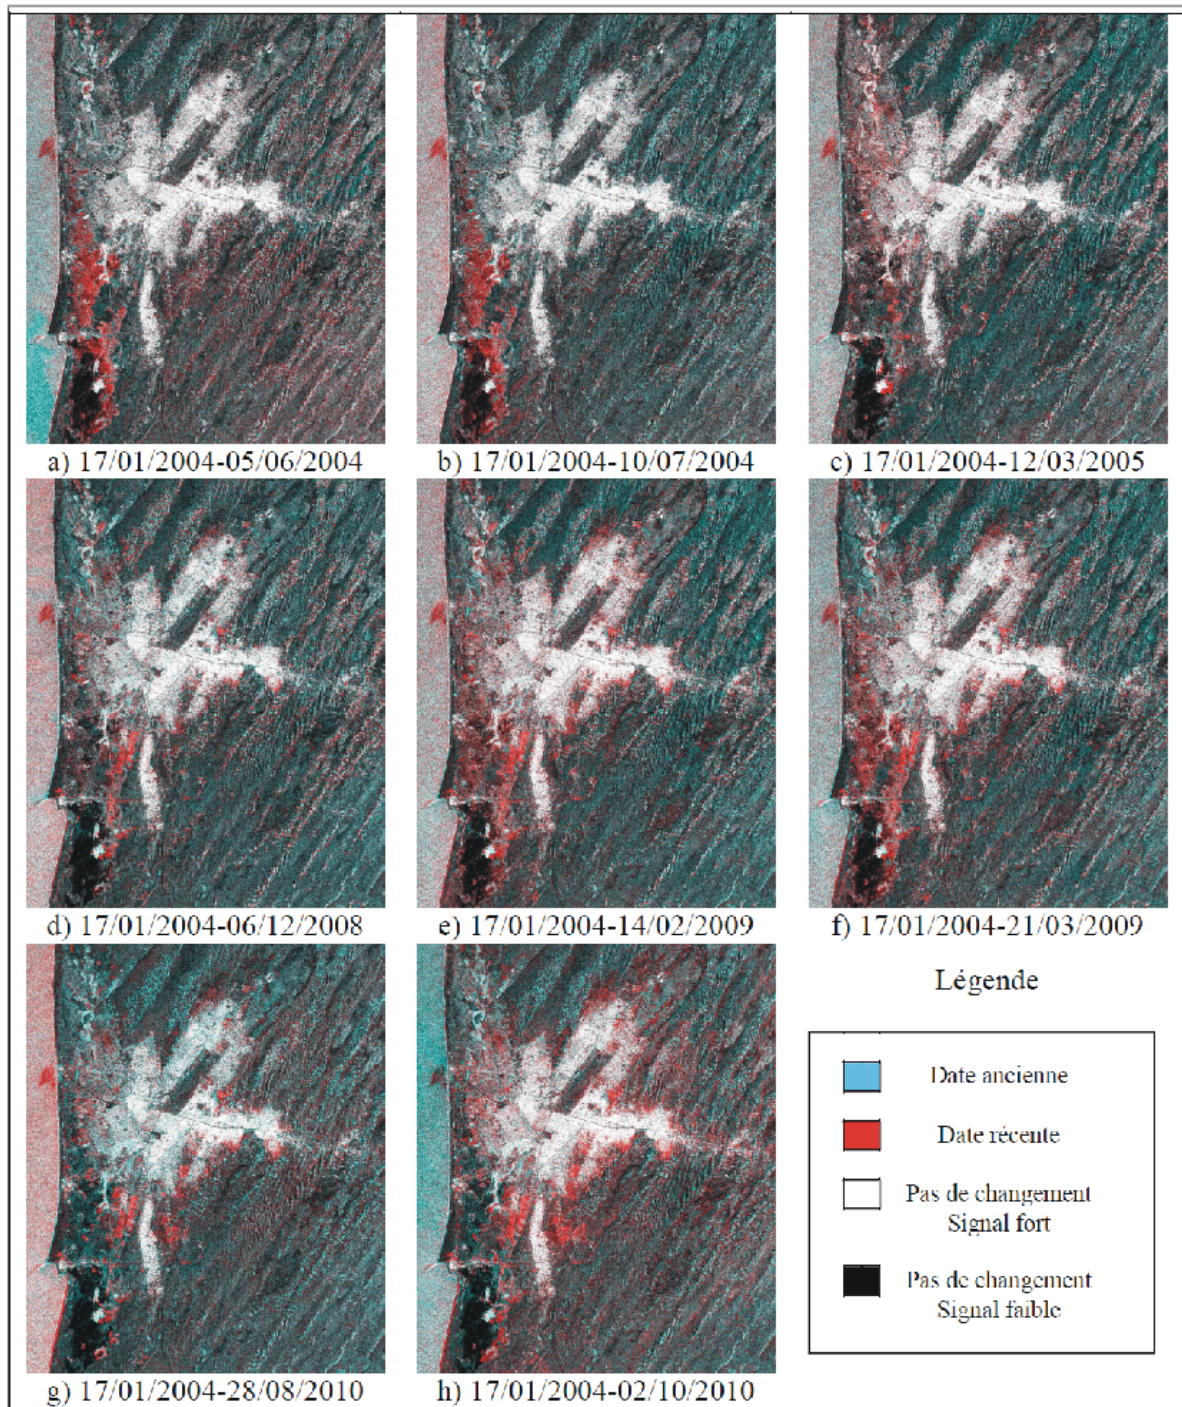 a) 17/01/2004-05/06/2004
b) 17/01/2004-10/07/2004
c) 17/01/2004-12/03/2005
d) 17/01/2004-06/12/2008
e) 17/01/2004-14/02/2009
f) 17/01/2004-21/03/2009
g) 17/01/2004-28/08/2010
h) 17/01/2004-02/10/2010
Légende
Date ancienne
Date récente
Pas de changement
Signal fort
Pas de changement
Signal faible